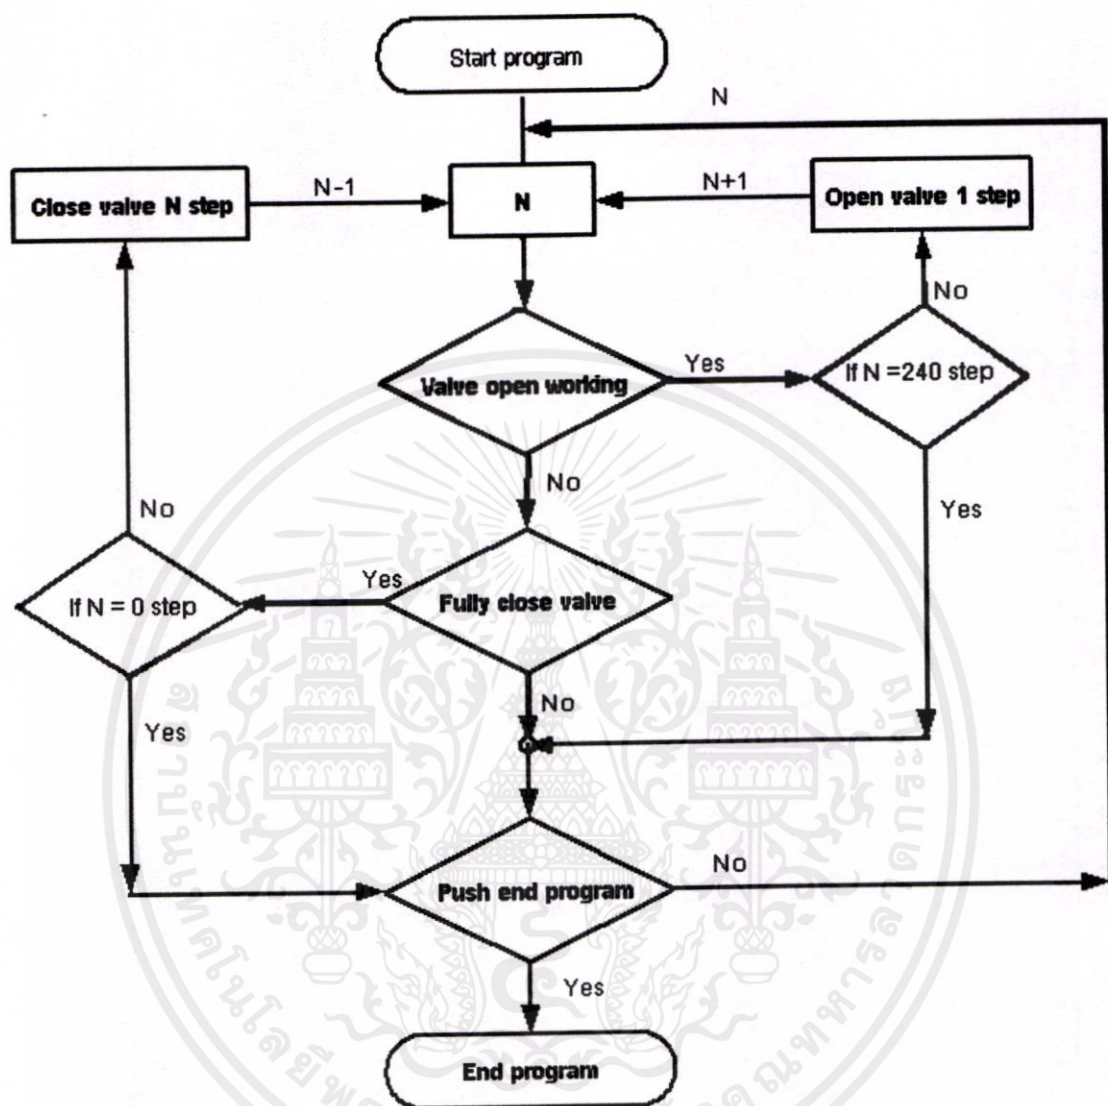 Start program
N
Close valve N step
N-1
N
N+1
Open valve 1 step
No
Valve open working
Yes
If N =240 step
No
No
Yes
If N = 0 step
Yes
Fully close valve
No
Yes
Push end program
No
Yes
End program